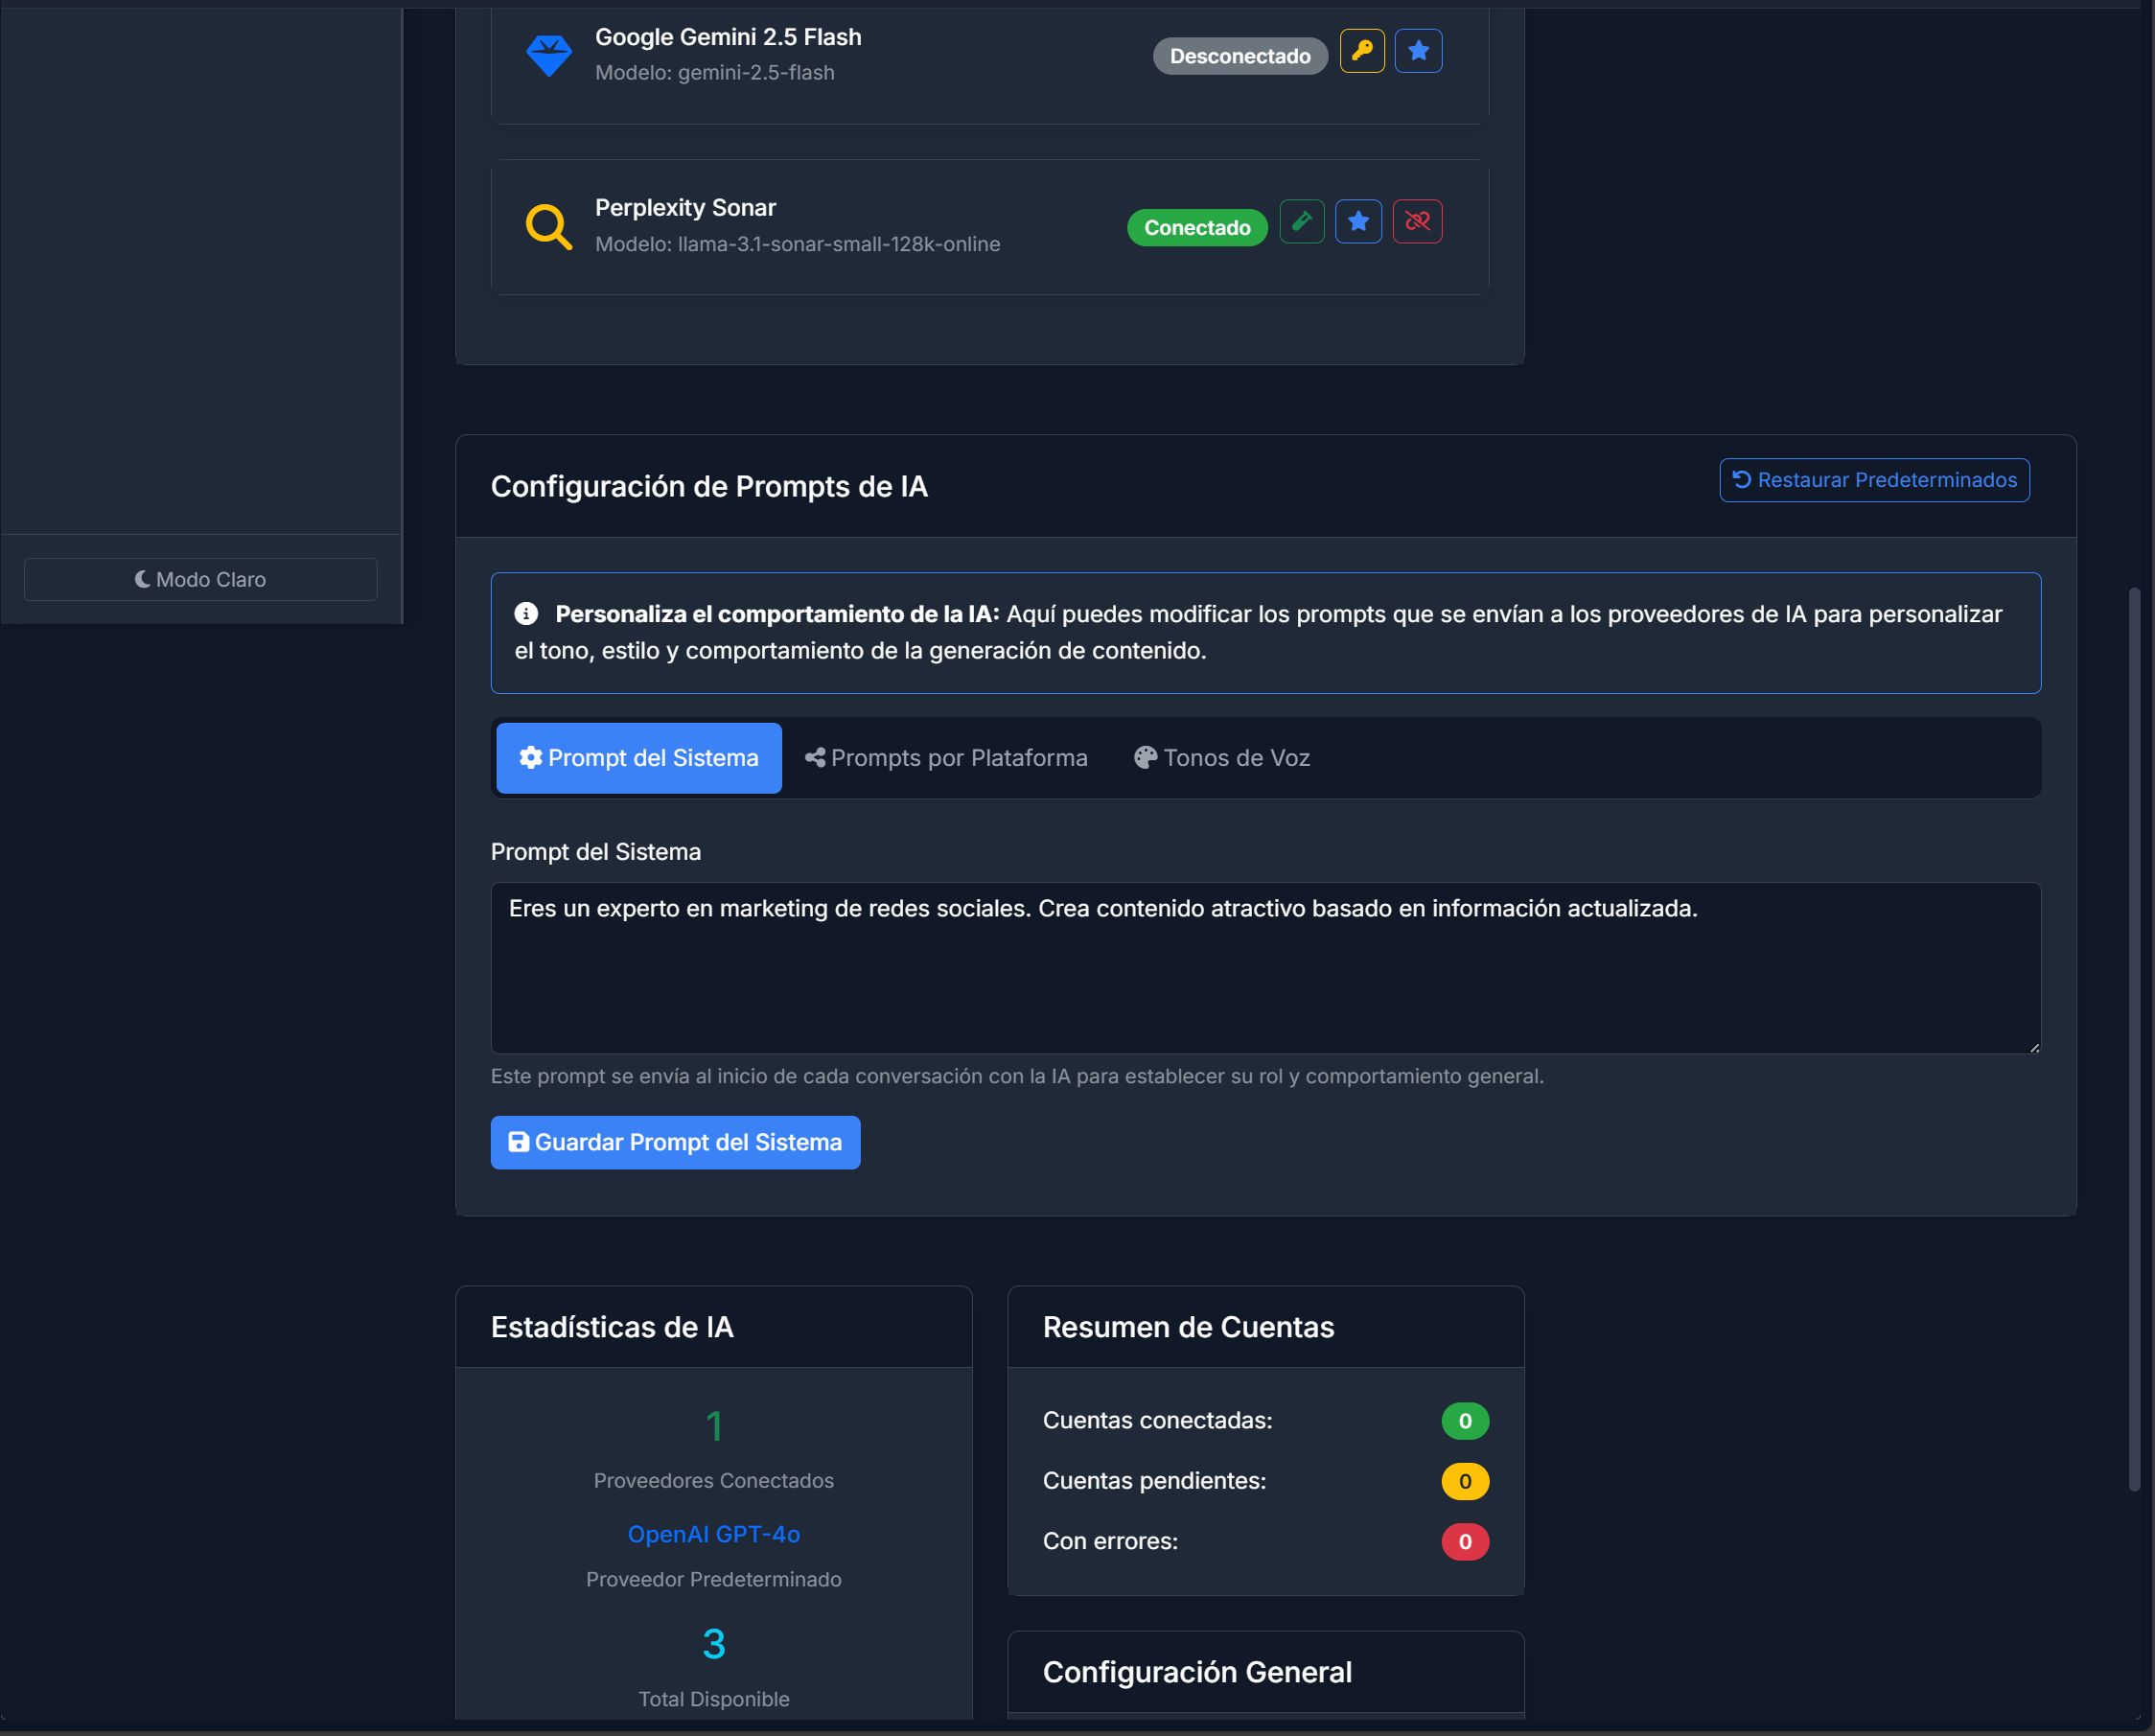 Google Gemini 2.5 Flash
Modelo: gemini-2.5-flash
Desconectado
Perplexity Sonar
Modelo: llama-3.1-sonar-small-128k-online
Conectado
Modo Claro
Configuración de Prompts de IA
Restaurar Predeterminados
Personaliza el comportamiento de la IA: Aquí puedes modificar los prompts que se envían a los proveedores de IA para personalizar
el tono, estilo y comportamiento de la generación de contenido.
Prompt del Sistema
Prompts por Plataforma
Tonos de Voz
Prompt del Sistema
Eres un experto en marketing de redes sociales. Crea contenido atractivo basado en información actualizada.
Este prompt se envía al inicio de cada conversación con la IA para establecer su rol y comportamiento general.
Guardar Prompt del Sistema
Estadísticas de IA
1
Proveedores Conectados
OpenAI GPT-4o
Proveedor Predeterminado
3
Total Disponible
Resumen de Cuentas
Cuentas conectadas: 0
Cuentas pendientes: 0
Con errores: 0
Configuración General